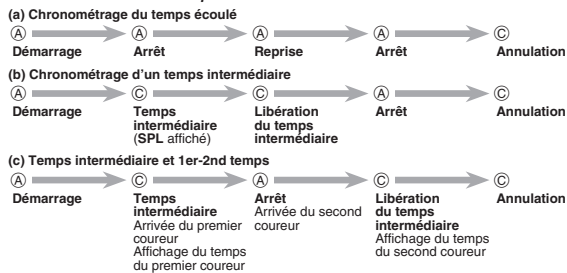 (a) Chronométrage du temps écoulé
Ⓐ Ⓐ Ⓐ Ⓐ Ⓒ
Démarrage Arrêt Reprise Arrêt Annulation
(b) Chronométrage d'un temps intermédiaire
Ⓐ Ⓒ Ⓒ Ⓐ Ⓒ
Démarrage Temps Libération Arrêt Annulation
intermédiaire du temps
(SPL affiché) intermédiaire
(c) Temps intermédiaire et 1er-2nd temps
Ⓐ Ⓒ Ⓐ Ⓒ Ⓒ
Démarrage Temps Arrêt Libération Annulation
intermédiaire Arrivée du second du temps
Arrivée du premier coureur intermédiaire
coureur Affichage du temps
Affichage du temps du second coureur
du premier coureur